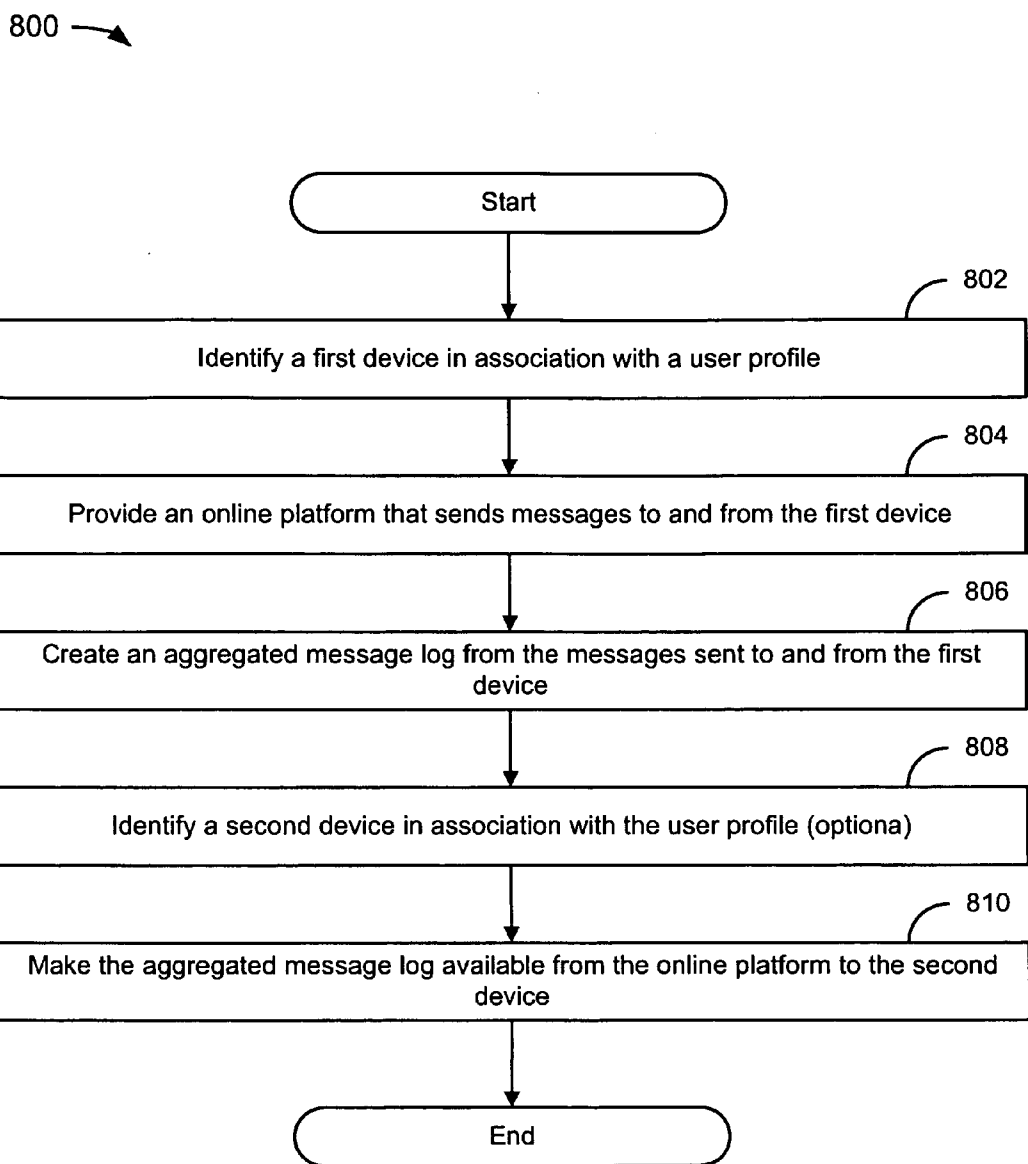 800
Start
802
Identify a first device in association with a user profile
804
Provide an online platform that sends messages to and from the first device
806
Create an aggregated message log from the messages sent to and from the first
device
808
Identify a second device in association with the user profile (optiona)
810
Make the aggregated message log available from the online platform to the second
device
End